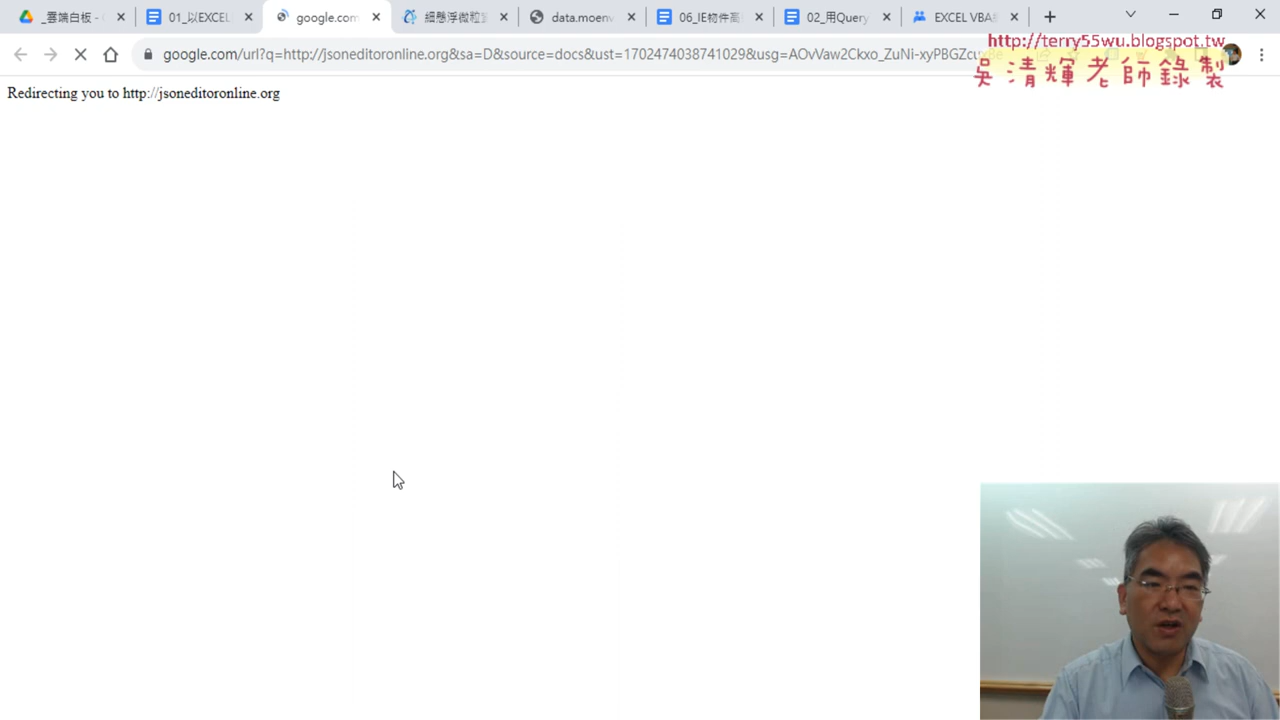 _雲端白板 -
01_以EXCEL
google.com
細懸浮微粒資
data.moenv
06_IE物件高
02_用Query
EXCEL VBA
google.com/url?q=http://jsoneditoronline.org&sa=D&source=docs&ust=1702474038741029&usg=AOvVaw2Ckxo_ZuNi-xyPBGZcu
http://terry55wu.blogspot.tw
吳清輝老師錄製
Redirecting you to http://jsoneditoronline.org